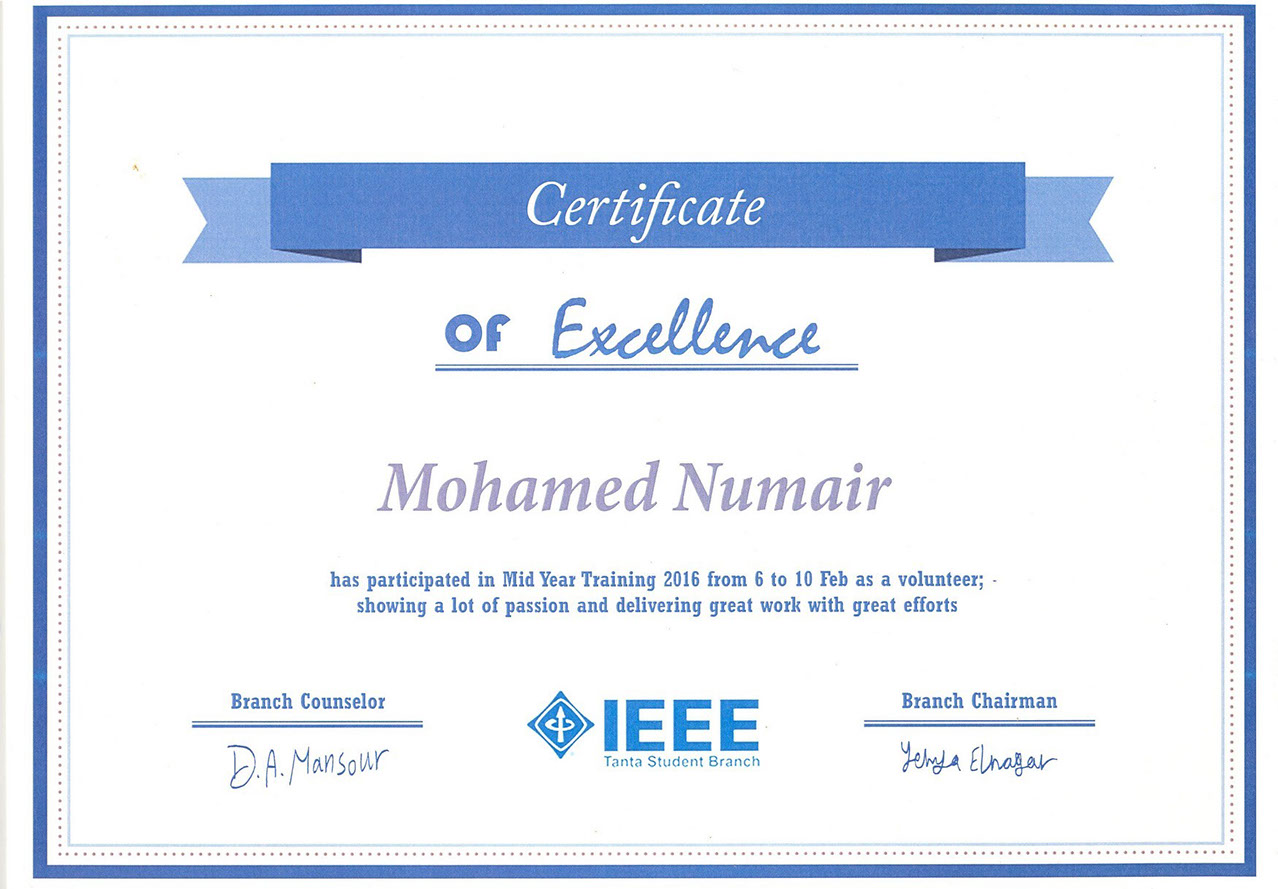 Certificate
OF Excellence
Mohamed Numair
has participated in Mid Year Training 2016 from 6 to 10 Feb as a volunteer;
showing a lot of passion and delivering great work with great efforts
Branch Counselor
D.A. Mansour
IEEE
Tanta Student Branch
Branch Chairman
Yehya Elnagar